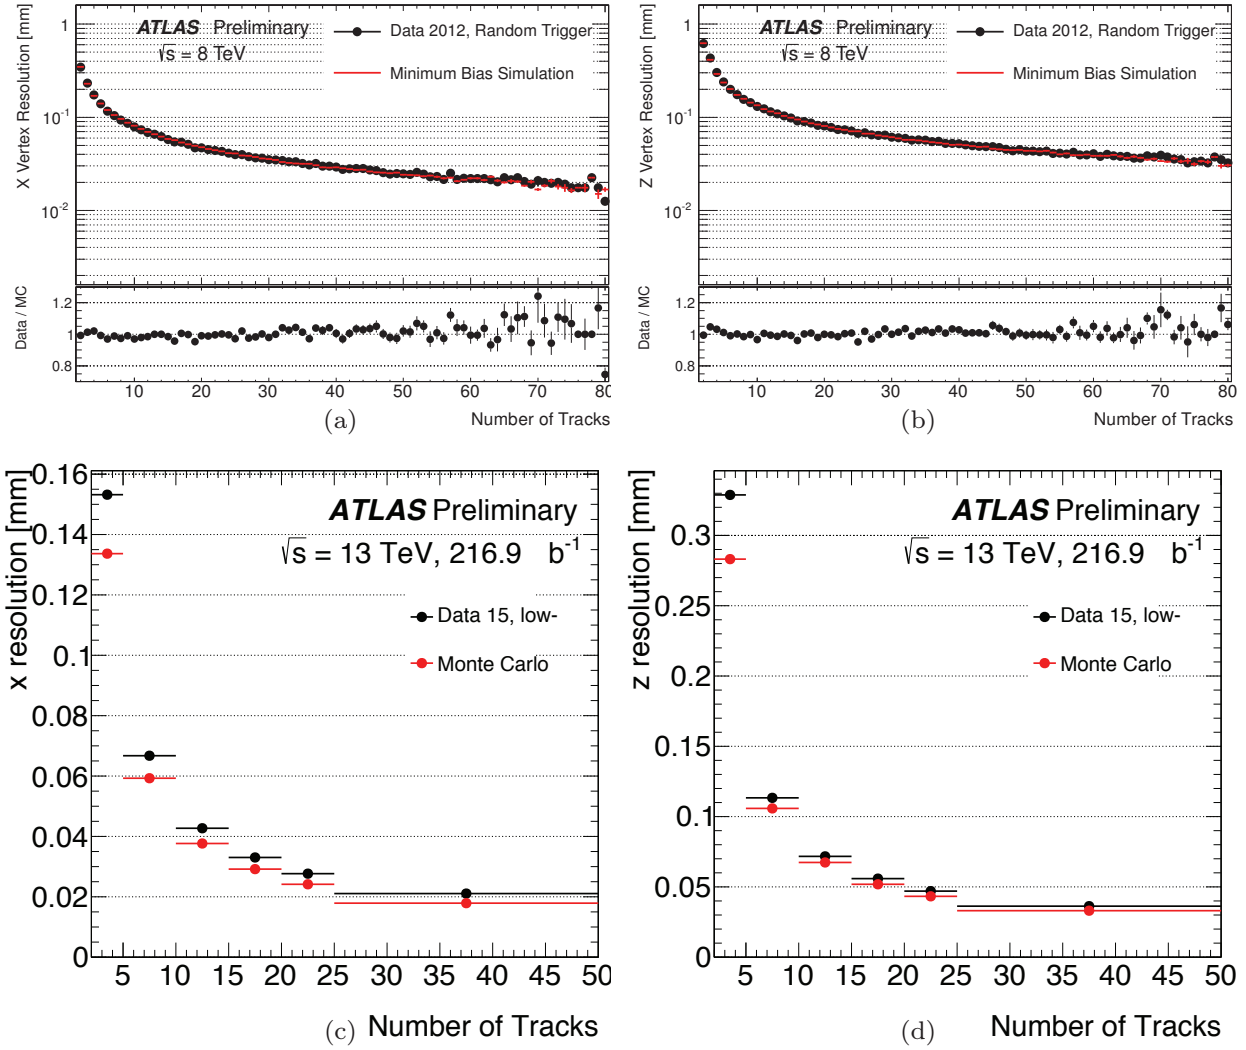 ATLAS Preliminary
√s = 8 TeV
Data 2012, Random Trigger
Minimum Bias Simulation
X Vertex Resolution [mm]
1
10⁻¹
10⁻²
Data / MC
1.2
1
0.8
10 20 30 40 50 60 70 80
Number of Tracks
(a)
ATLAS Preliminary
√s = 8 TeV
Data 2012, Random Trigger
Minimum Bias Simulation
Z Vertex Resolution [mm]
1
10⁻¹
10⁻²
Data / MC
1.2
1
0.8
10 20 30 40 50 60 70 80
Number of Tracks
(b)
x resolution [mm]
0.16
0.14
0.12
0.1
0.08
0.06
0.04
0.02
0
ATLAS Preliminary
√s = 13 TeV, 216.9 b⁻¹
Data 15, low-
Monte Carlo
5 10 15 20 25 30 35 40 45 50
(c) Number of Tracks
z resolution [mm]
0.3
0.25
0.2
0.15
0.1
0.05
0
ATLAS Preliminary
√s = 13 TeV, 216.9 b⁻¹
Data 15, low-
Monte Carlo
5 10 15 20 25 30 35 40 45 50
(d) Number of Tracks